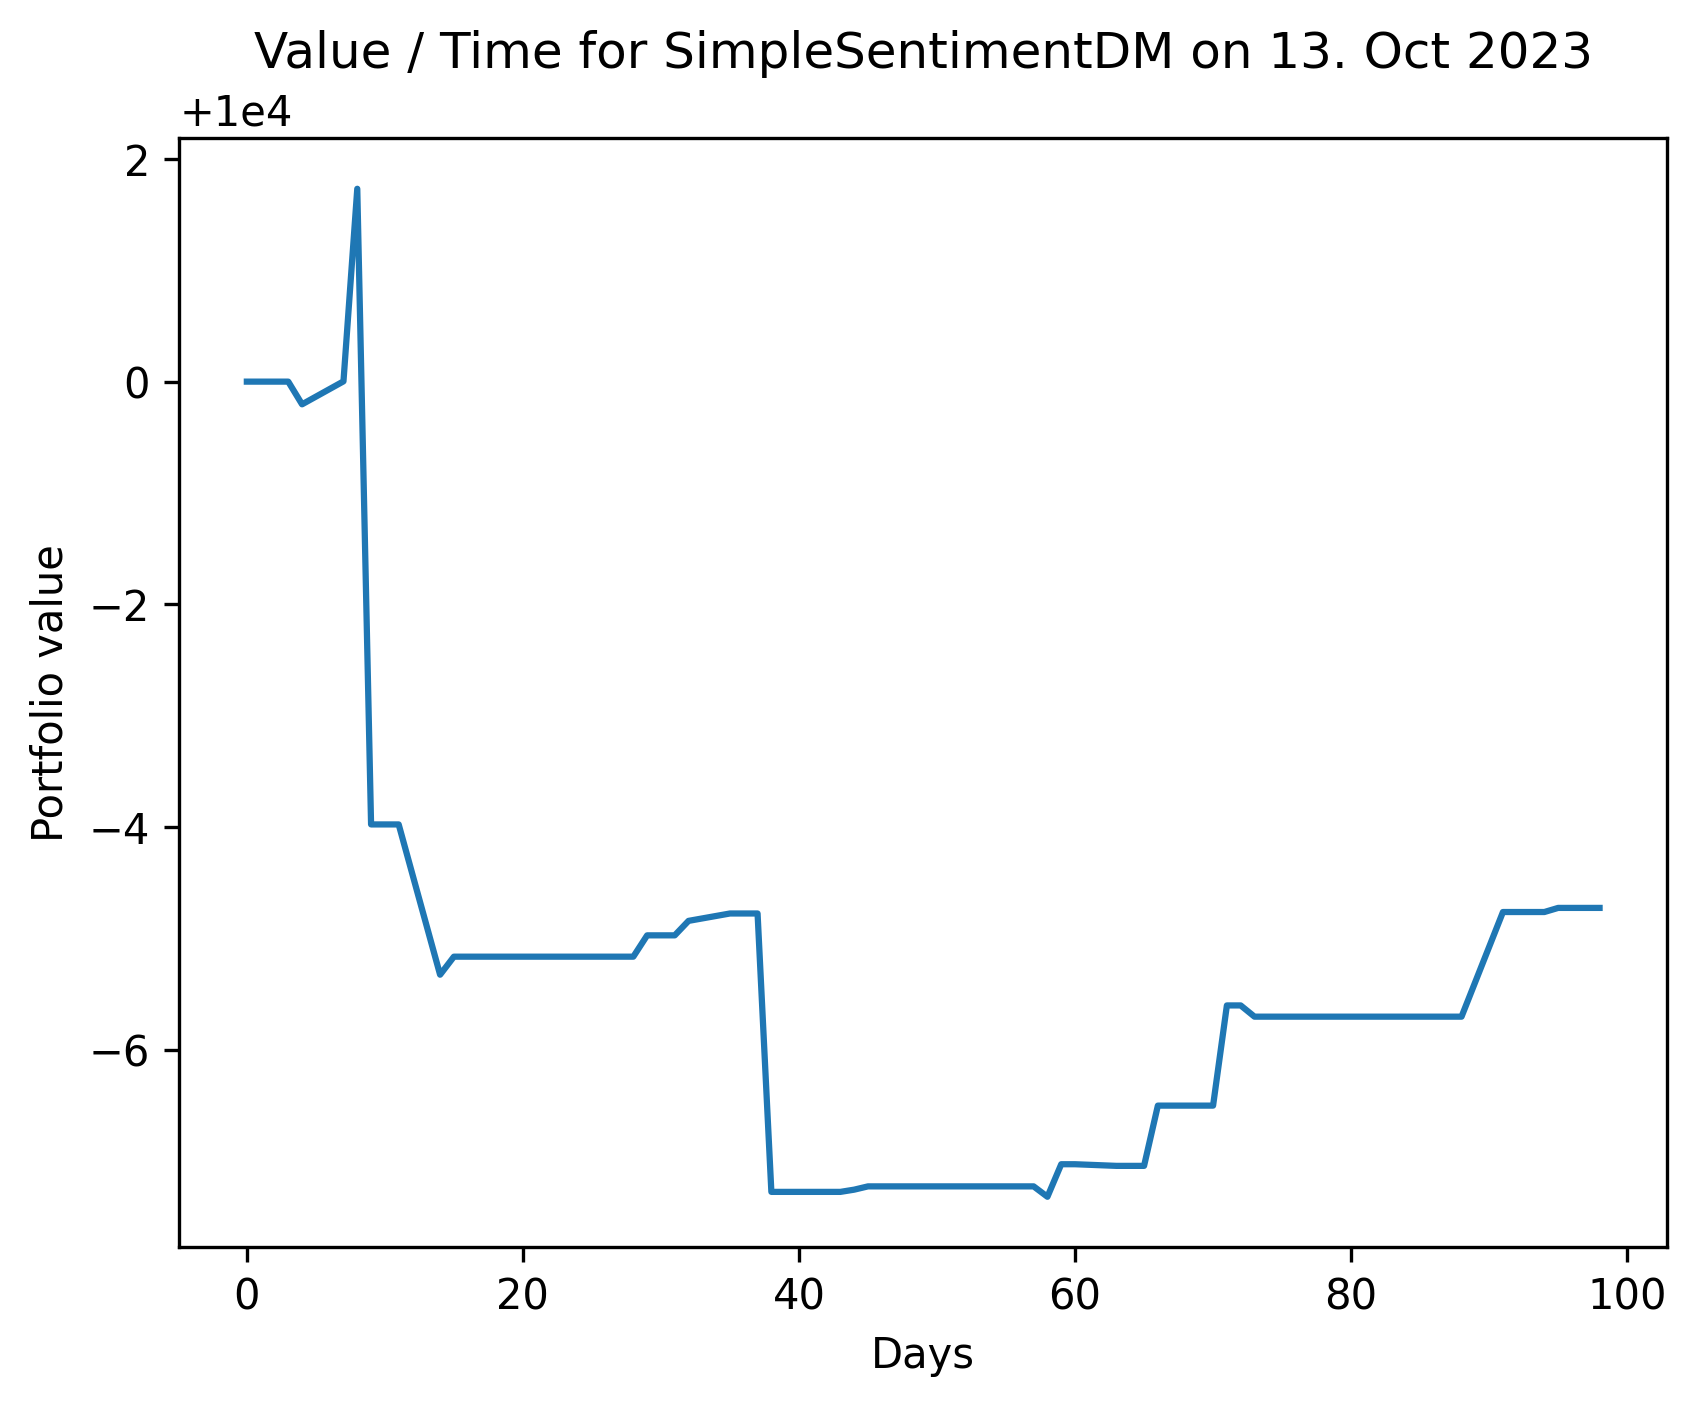 Value / Time for SimpleSentimentDM on 13. Oct 2023
+1e4
2
0
−2
−4
−6
Portfolio value
0 20 40 60 80 100
Days